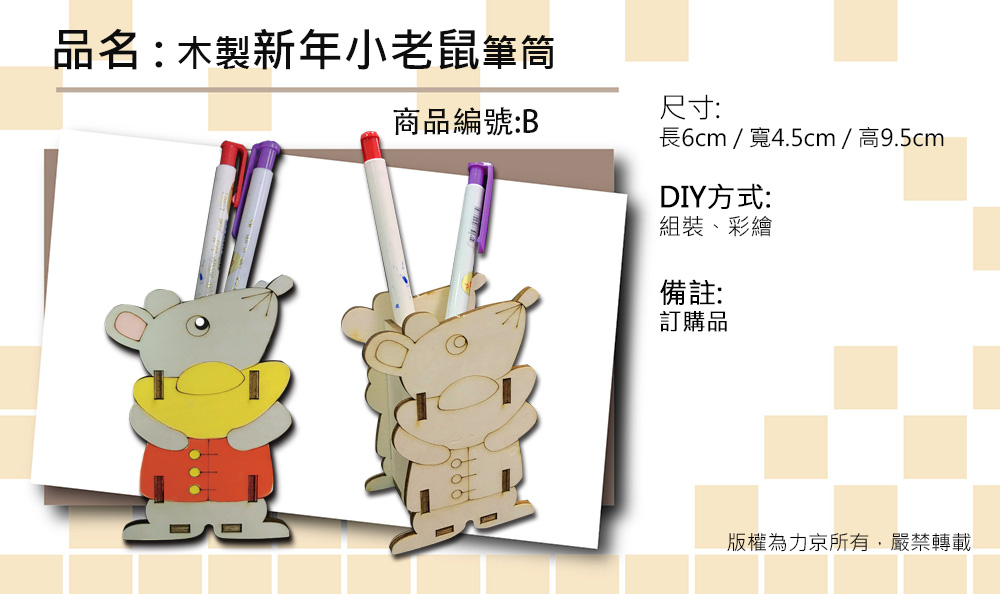 品名:木製新年小老鼠筆筒
商品編號:B
尺寸:
長6cm / 寬4.5cm / 高9.5cm
DIY方式:
組裝、彩繪
備註:
訂購品
版權為力京所有，嚴禁轉載